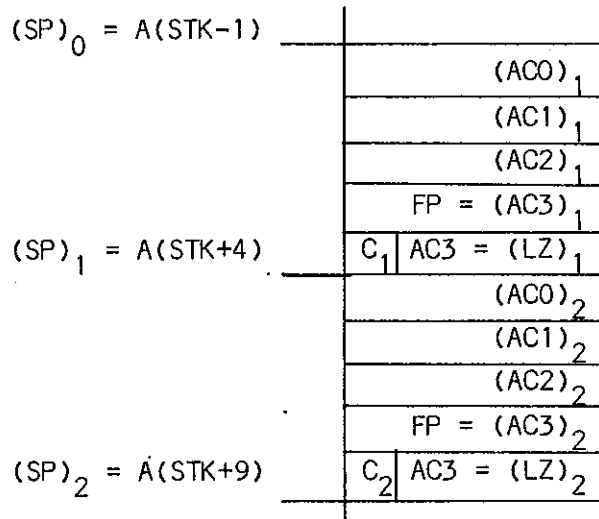 (SP)0 = A(STK-1)
(AC0)1
(AC1)1
(AC2)1
FP = (AC3)1
(SP)1 = A(STK+4) C1 AC3 = (LZ)1
(AC0)2
(AC1)2
(AC2)2
FP = (AC3)2
(SP)2 = A(STK+9) C2 AC3 = (LZ)2